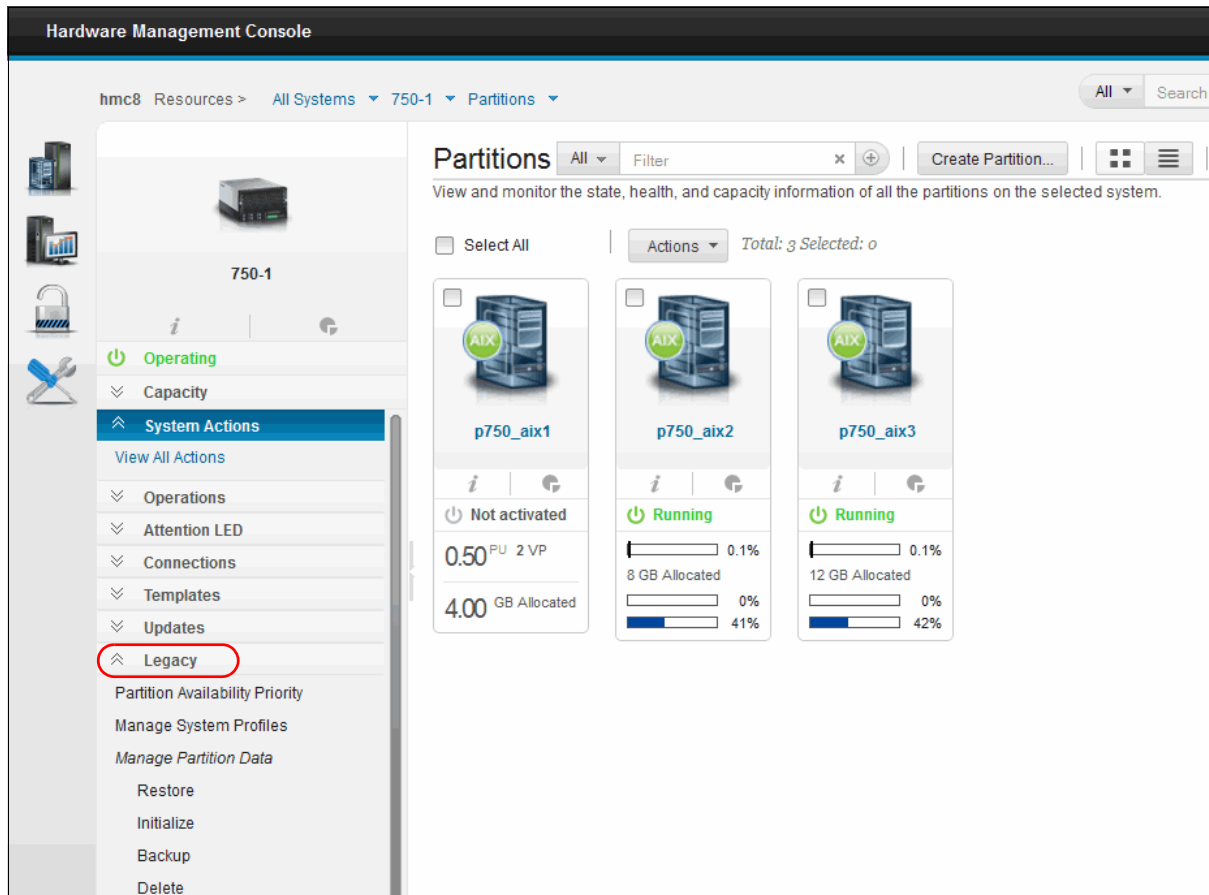 Hardware Management Console
hmc8 Resources > All Systems 750-1 Partitions
All Search
750-1
Operating
Capacity
System Actions
View All Actions
Operations
Attention LED
Connections
Templates
Updates
Legacy
Partition Availability Priority
Manage System Profiles
Manage Partition Data
Restore
Initialize
Backup
Delete
Partitions All Filter Create Partition...
View and monitor the state, health, and capacity information of all the partitions on the selected system.
Select All Actions Total: 3 Selected: 0
AIX
p750_aix1
Not activated
0.50 PU 2 VP
4.00 GB Allocated
AIX
p750_aix2
Running
0.1%
8 GB Allocated
0%
41%
AIX
p750_aix3
Running
0.1%
12 GB Allocated
0%
42%